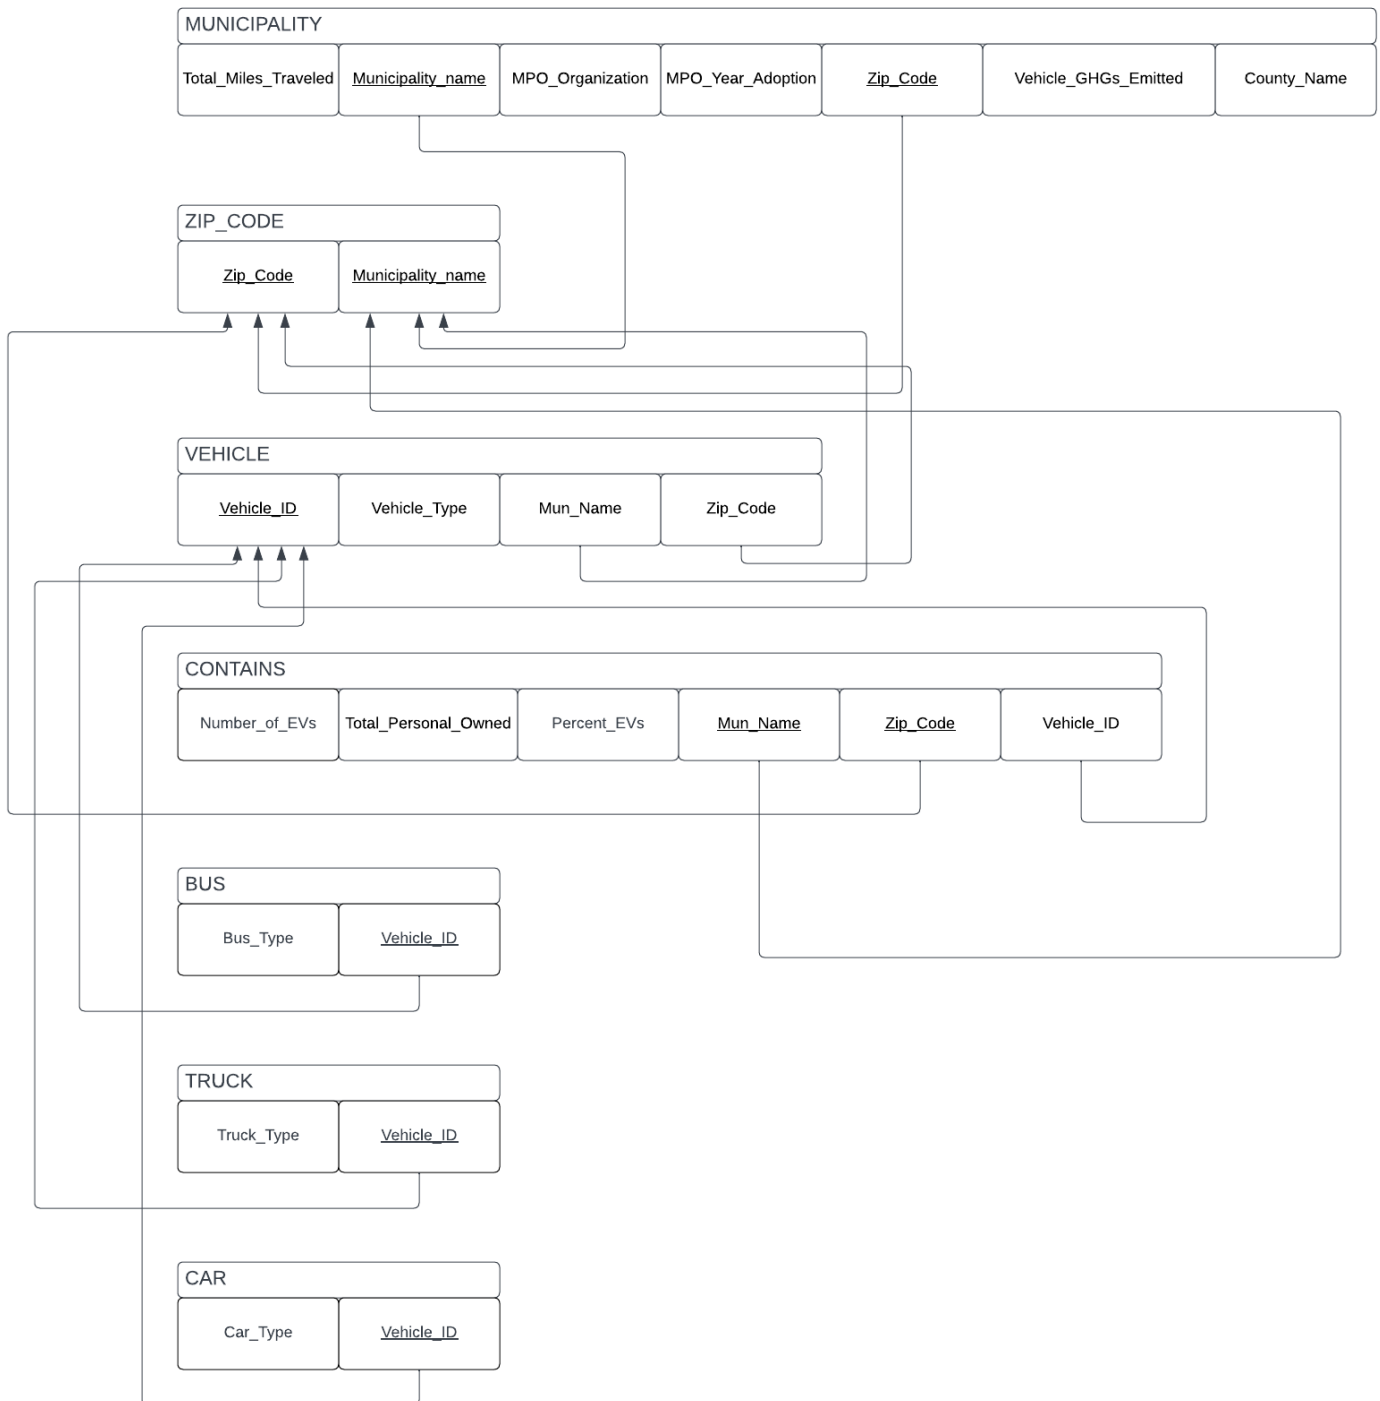 MUNICIPALITY
Total_Miles_Traveled Municipality_name MPO_Organization MPO_Year_Adoption Zip_Code Vehicle_GHGs_Emitted County_Name
ZIP_CODE
Zip_Code Municipality_name
VEHICLE
Vehicle_ID Vehicle_Type Mun_Name Zip_Code
CONTAINS
Number_of_EVs Total_Personal_Owned Percent_EVs Mun_Name Zip_Code Vehicle_ID
BUS
Bus_Type Vehicle_ID
TRUCK
Truck_Type Vehicle_ID
CAR
Car_Type Vehicle_ID